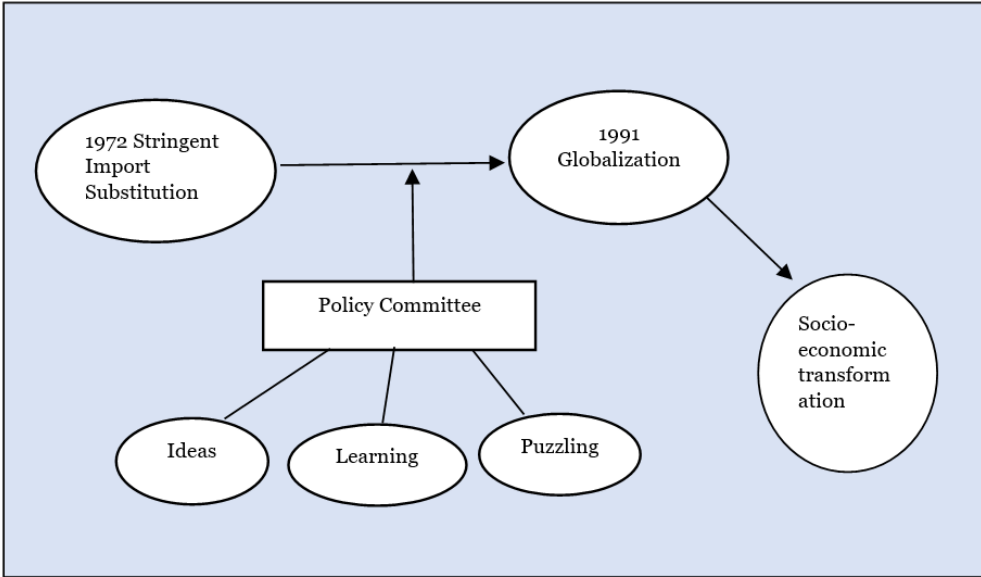 1972 Stringent
Import
Substitution
1991
Globalization
Policy Committee
Socio-
economic
transform
ation
Ideas
Learning
Puzzling